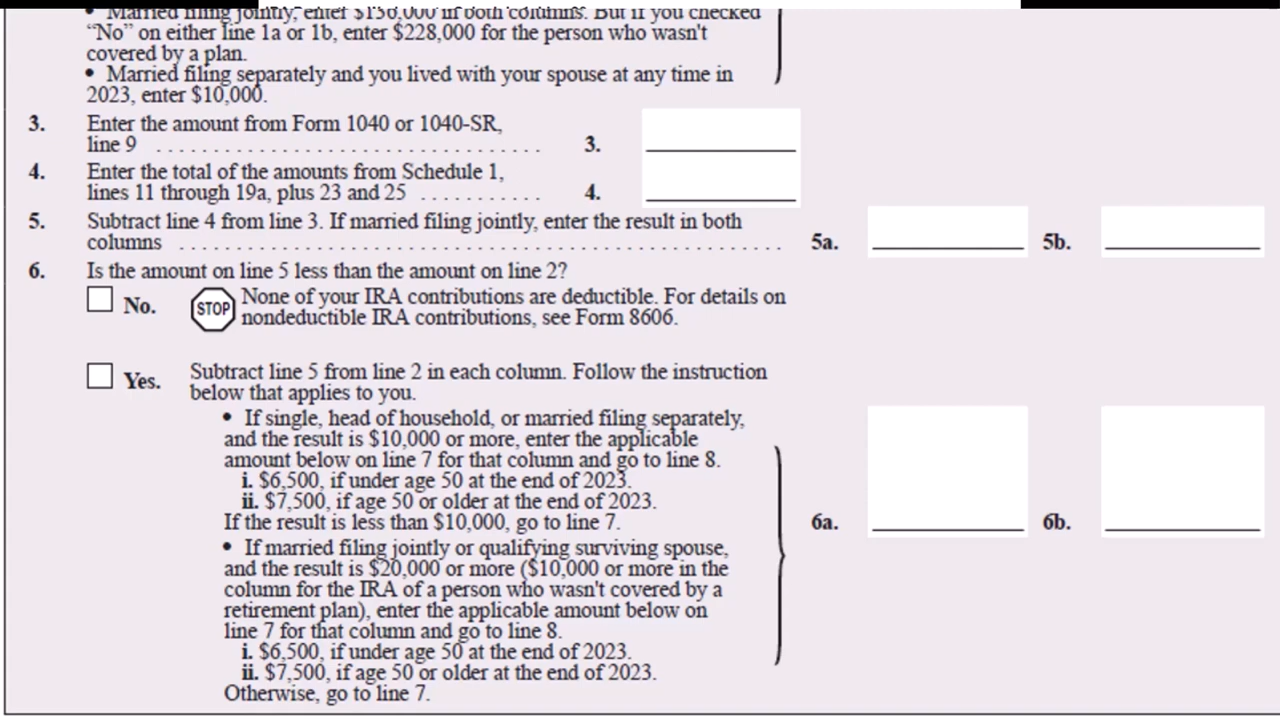 • Married filing jointly, enter $136,000 in both columns. But if you checked
“No” on either line 1a or 1b, enter $228,000 for the person who wasn't
covered by a plan.
• Married filing separately and you lived with your spouse at any time in
2023, enter $10,000.
3. Enter the amount from Form 1040 or 1040-SR,
line 9 . . . . . . . . . . . . . . . . . . . . . . . . . . . . . . . . . . 3.
4. Enter the total of the amounts from Schedule 1,
lines 11 through 19a, plus 23 and 25 . . . . . . . . . . . 4.
5. Subtract line 4 from line 3. If married filing jointly, enter the result in both
columns . . . . . . . . . . . . . . . . . . . . . . . . . . . . . . . . . . . . . . . . . . . . . . . . . . . . . 5a. 5b.
6. Is the amount on line 5 less than the amount on line 2?
No. STOP None of your IRA contributions are deductible. For details on
nondeductible IRA contributions, see Form 8606.
Yes. Subtract line 5 from line 2 in each column. Follow the instruction
below that applies to you.
• If single, head of household, or married filing separately,
and the result is $10,000 or more, enter the applicable
amount below on line 7 for that column and go to line 8.
i. $6,500, if under age 50 at the end of 2023.
ii. $7,500, if age 50 or older at the end of 2023.
If the result is less than $10,000, go to line 7. 6a. 6b.
• If married filing jointly or qualifying surviving spouse,
and the result is $20,000 or more ($10,000 or more in the
column for the IRA of a person who wasn't covered by a
retirement plan), enter the applicable amount below on
line 7 for that column and go to line 8.
i. $6,500, if under age 50 at the end of 2023.
ii. $7,500, if age 50 or older at the end of 2023.
Otherwise, go to line 7.